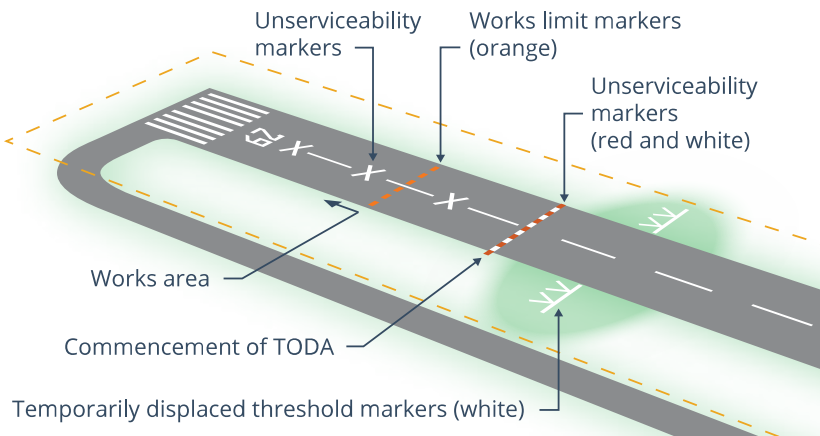 Unserviceability
markers
Works limit markers
(orange)
Unserviceability
markers
(red and white)
29
Works area
Commencement of TODA
Temporarily displaced threshold markers (white)